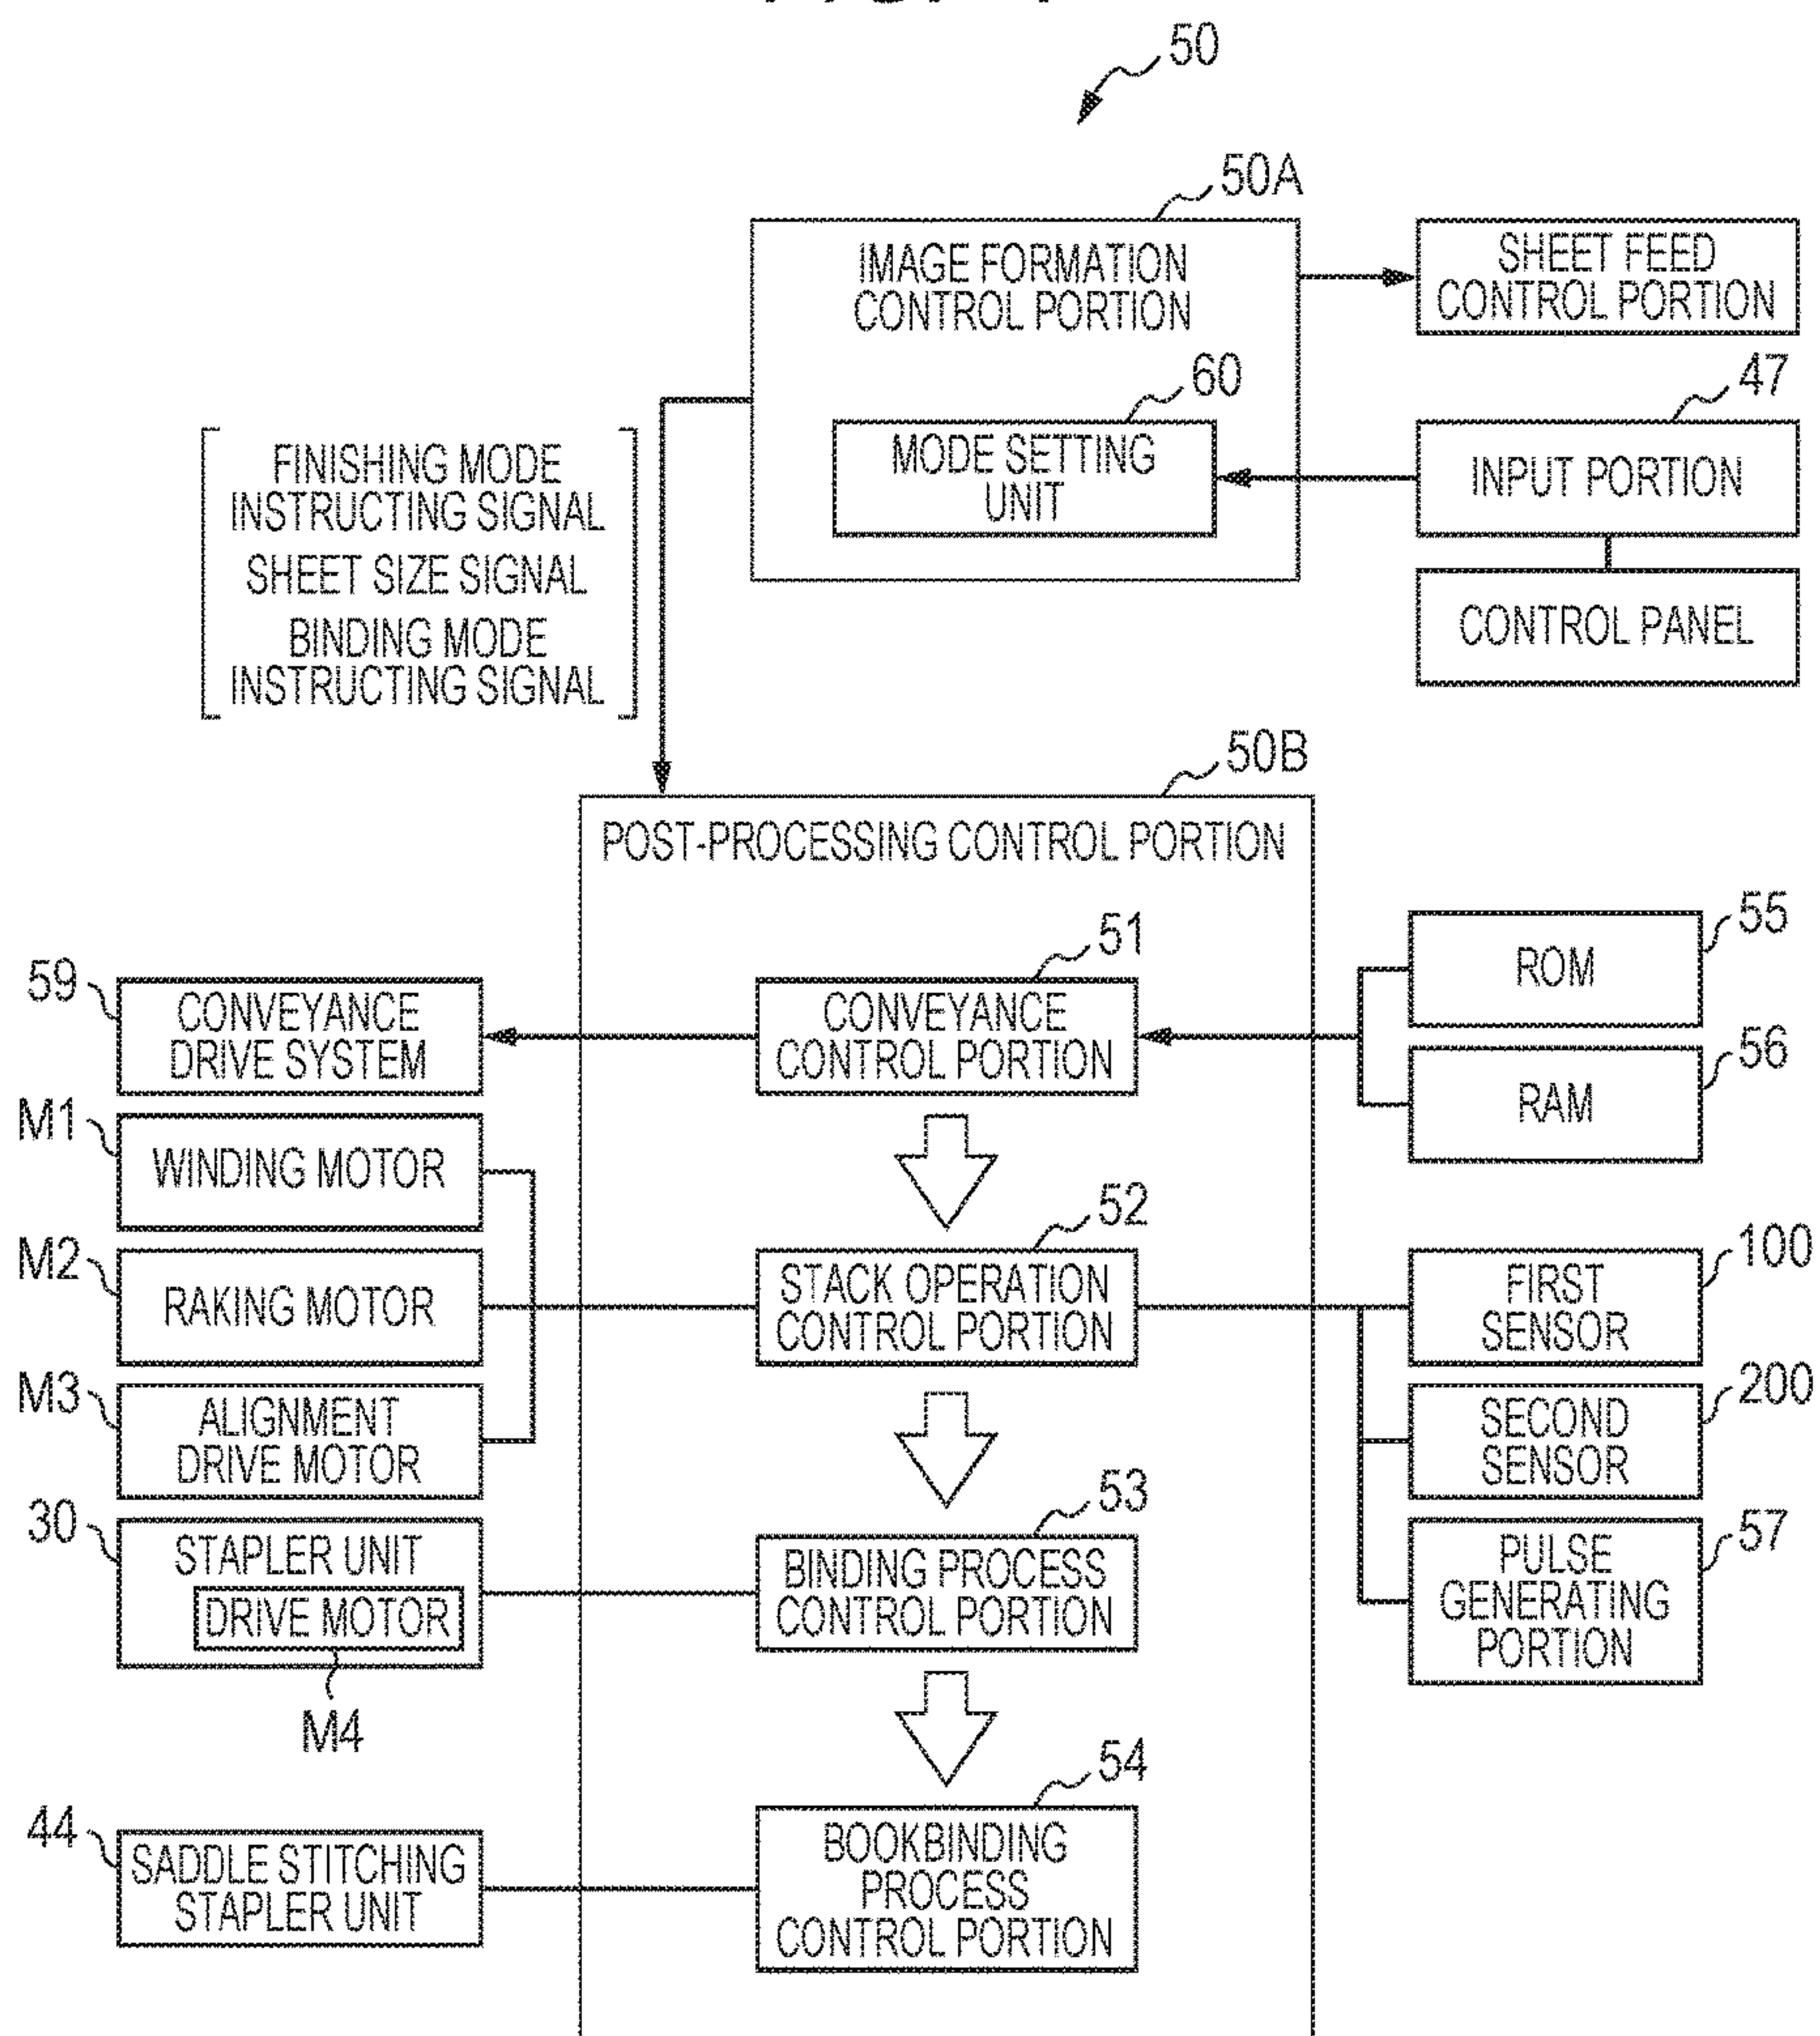 50
50A
IMAGE FORMATION
CONTROL PORTION
SHEET FEED
CONTROL PORTION
60
MODE SETTING
UNIT
47
INPUT PORTION
CONTROL PANEL
FINISHING MODE
INSTRUCTING SIGNAL
SHEET SIZE SIGNAL
BINDING MODE
INSTRUCTING SIGNAL
50B
POST-PROCESSING CONTROL PORTION
59
CONVEYANCE
DRIVE SYSTEM
51
CONVEYANCE
CONTROL PORTION
55
ROM
56
RAM
M1
WINDING MOTOR
M2
RAKING MOTOR
M3
ALIGNMENT
DRIVE MOTOR
52
STACK OPERATION
CONTROL PORTION
100
FIRST
SENSOR
200
SECOND
SENSOR
57
PULSE
GENERATING
PORTION
30
STAPLER UNIT
DRIVE MOTOR
M4
53
BINDING PROCESS
CONTROL PORTION
44
SADDLE STITCHING
STAPLER UNIT
54
BOOKBINDING
PROCESS
CONTROL PORTION